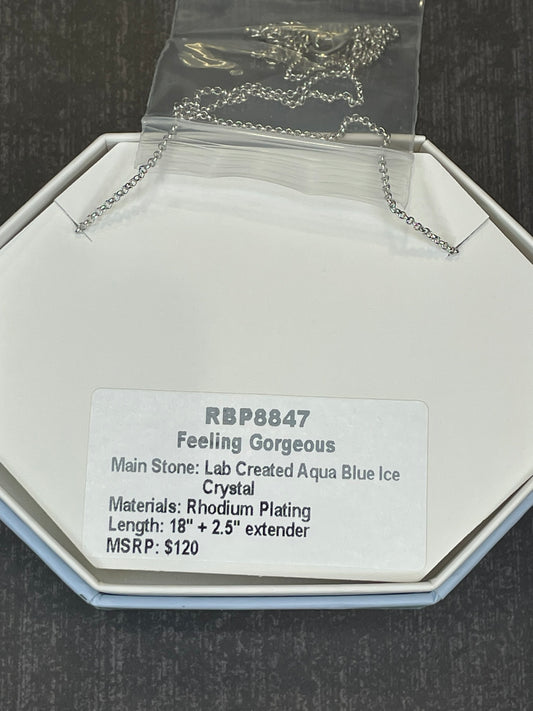 RBP8847
Feeling Gorgeous
Main Stone: Lab Created Aqua Blue Ice
Crystal
Materials: Rhodium Plating
Length: 18" + 2.5" extender
MSRP: $120